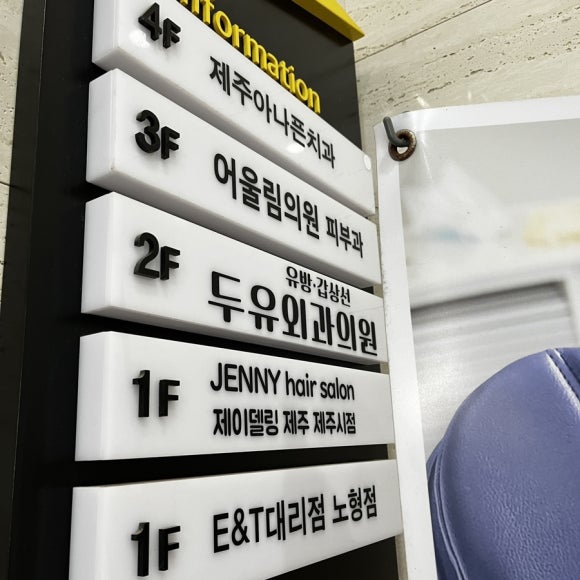 Information
4F 제주아나픈치과
3F 어울림의원 피부과
유방·갑상선
2F 두유외과의원
JENNY hair salon
1F
제이델링 제주 제주시점
1F E&T대리점 노형점